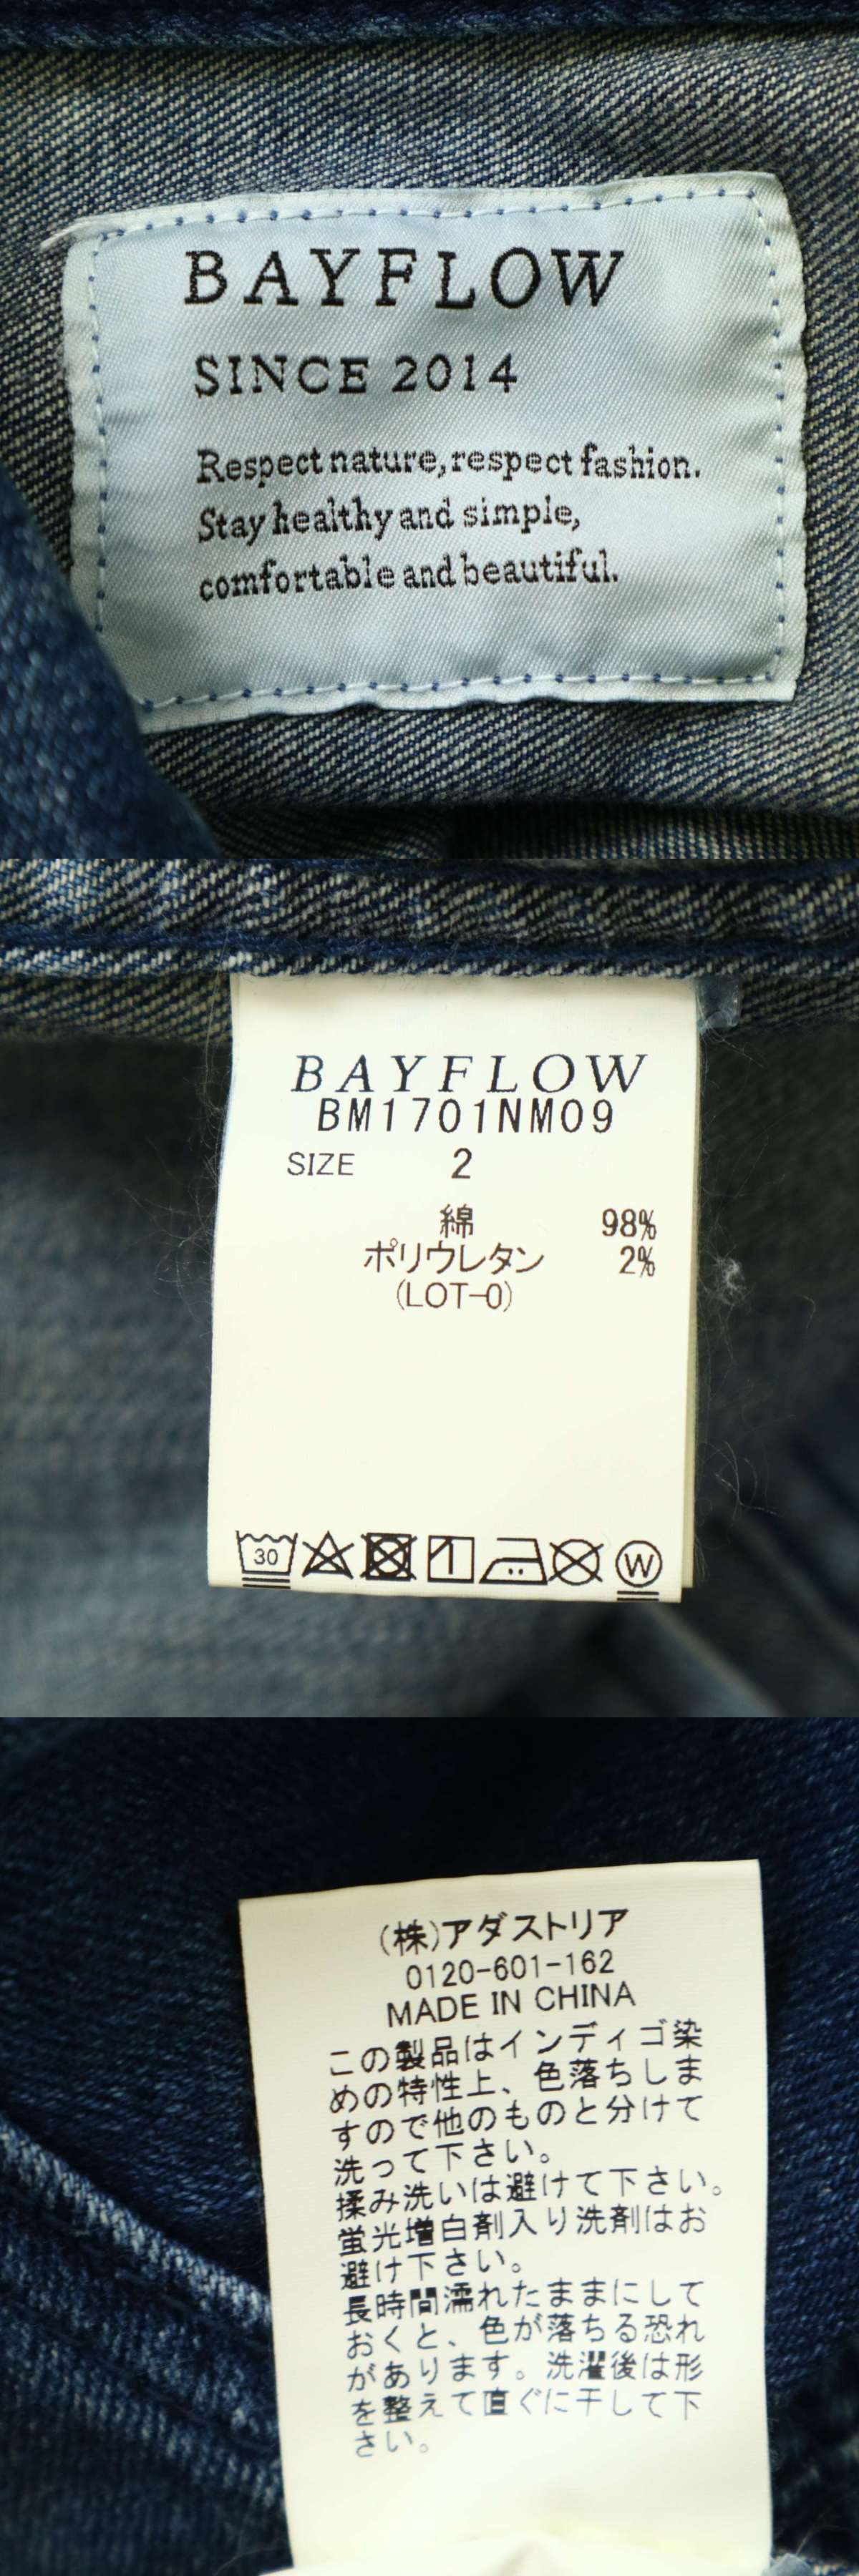 BAYFLOW
SINCE 2014
Respect nature, respect fashion.
Stay healthy and simple,
comfortable and beautiful.
BAYFLOW
BM1701NM09
SIZE 2
綿 98%
ポリウレタン 2%
(LOT-0)
30
W
(株)アダストリア
0120-601-162
MADE IN CHINA
この製品はインディゴ染
めの特性上、色落ちしま
すので他のものと分けて
洗って下さい。
揉み洗いは避けて下さい。
蛍光増白剤入り洗剤はお
避け下さい。
長時間濡れたままにして
おくと、色が落ちる恐れ
があります。洗濯後は形
を整えて直ぐに干して下
さい。